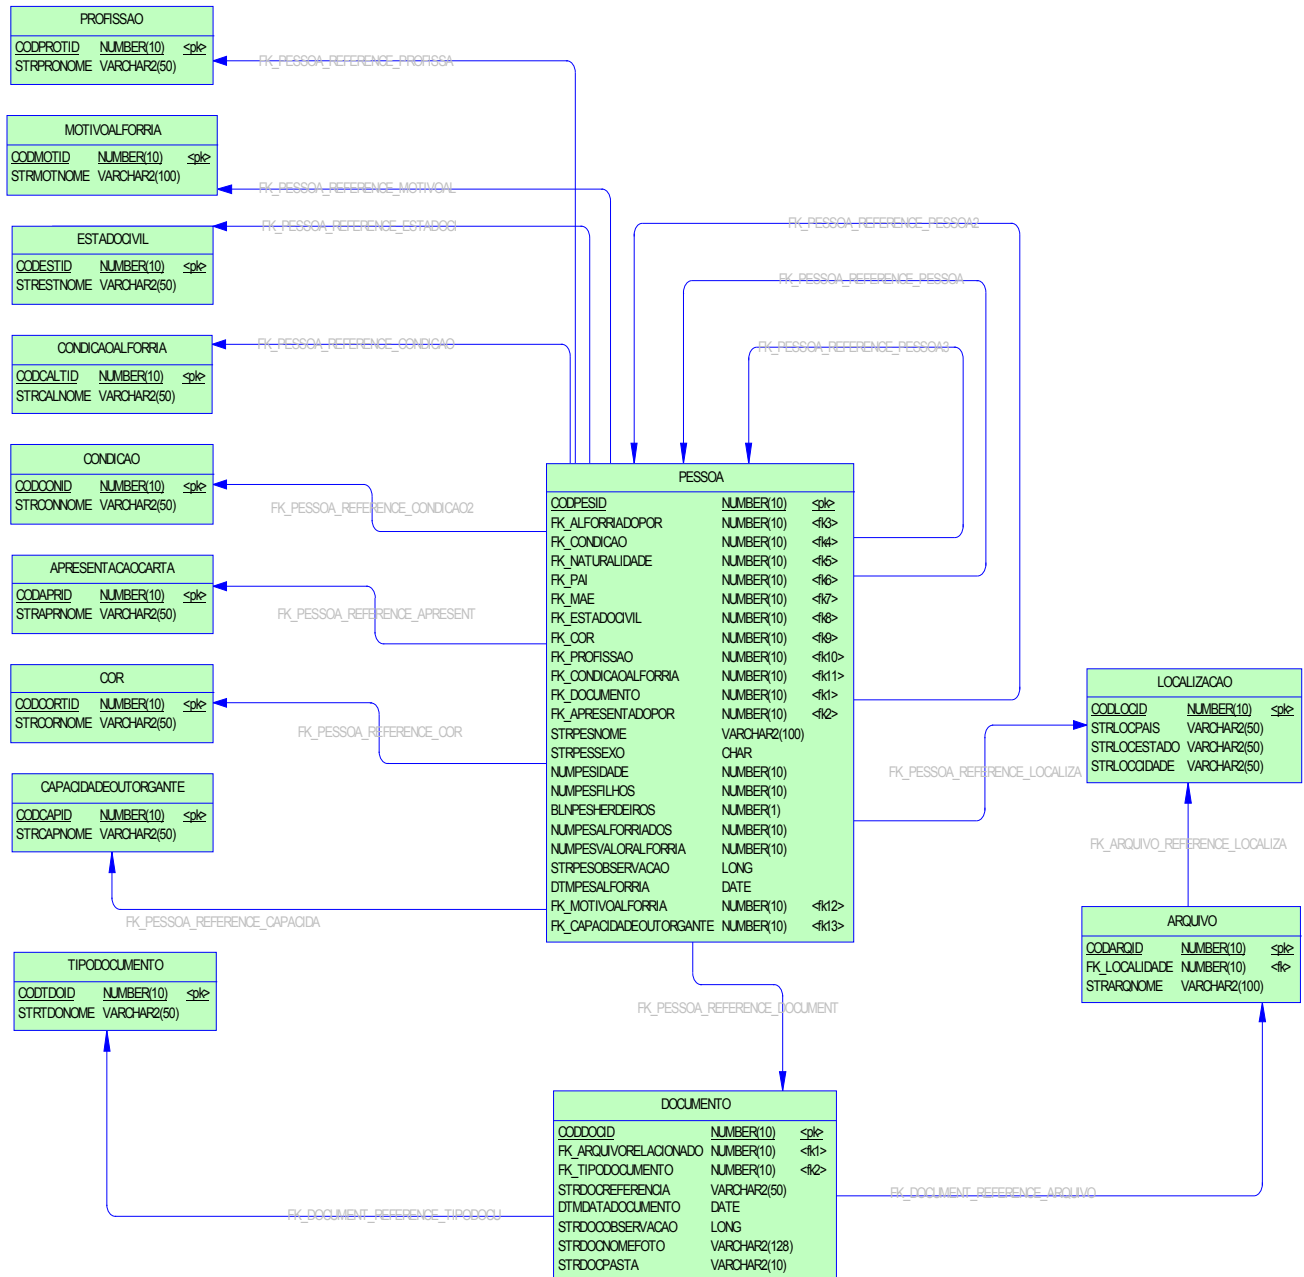 PROFISSAO
CODPROTID NUMBER(10) <pk>
STRPRONOME VARCHAR2(50)
FK_PESSOA_REFERENCE_PROFISSA
MOTIVOALFORRIA
CODMOTID NUMBER(10) <pk>
STRMOTNOME VARCHAR2(100)
FK_PESSOA_REFERENCE_MOTIVOAL
ESTADOCIVIL
CODESTID NUMBER(10) <pk>
STRESTNOME VARCHAR2(50)
FK_PESSOA_REFERENCE_ESTADOCI
FK_PESSOA_REFERENCE_PESSOA2
FK_PESSOA_REFERENCE_PESSOA
FK_PESSOA_REFERENCE_PESSOA3
CONDICAOALFORRIA
CODCALTID NUMBER(10) <pk>
STRCALNOME VARCHAR2(50)
FK_PESSOA_REFERENCE_CONDICAO
CONDICAO
CODCONID NUMBER(10) <pk>
STRCONNOME VARCHAR2(50)
FK_PESSOA_REFERENCE_CONDICAO2
APRESENTACAOCARTA
CODAPRID NUMBER(10) <pk>
STRAPRNOME VARCHAR2(50)
FK_PESSOA_REFERENCE_APRESENT
COR
CODCORTID NUMBER(10) <pk>
STRCORNOME VARCHAR2(50)
FK_PESSOA_REFERENCE_COR
CAPACIDADEOUTORGANTE
CODCAPID NUMBER(10) <pk>
STRCAPNOME VARCHAR2(50)
FK_PESSOA_REFERENCE_CAPACIDA
PESSOA
CODPESID NUMBER(10) <pk>
FK_ALFORRIADOPOR NUMBER(10) <fk3>
FK_CONDICAO NUMBER(10) <fk4>
FK_NATURALIDADE NUMBER(10) <fk5>
FK_PAI NUMBER(10) <fk6>
FK_MAE NUMBER(10) <fk7>
FK_ESTADOCIVIL NUMBER(10) <fk8>
FK_COR NUMBER(10) <fk9>
FK_PROFISSAO NUMBER(10) <fk10>
FK_CONDICAOALFORRIA NUMBER(10) <fk11>
FK_DOCUMENTO NUMBER(10) <fk1>
FK_APRESENTADOPOR NUMBER(10) <fk2>
STRPESNOME VARCHAR2(100)
STRPESSEXO CHAR
NUMPESIDADE NUMBER(10)
NUMPESFILHOS NUMBER(10)
BLNPESHERDEIROS NUMBER(1)
NUMPESALFORRIADOS NUMBER(10)
NUMPESVALORALFORRIA NUMBER(10)
STRPESOBSERVACAO LONG
DTMPESALFORRIA DATE
FK_MOTIVOALFORRIA NUMBER(10) <fk12>
FK_CAPACIDADEOUTORGANTE NUMBER(10) <fk13>
LOCALIZACAO
CODLOCID NUMBER(10) <pk>
STRLOCPAIS VARCHAR2(50)
STRLOCESTADO VARCHAR2(50)
STRLOCCIDADE VARCHAR2(50)
FK_PESSOA_REFERENCE_LOCALIZA
FK_ARQUIVO_REFERENCE_LOCALIZA
ARQUIVO
CODARQID NUMBER(10) <pk>
FK_LOCALIDADE NUMBER(10) <fk>
STRARQNOME VARCHAR2(100)
TIPODOCUMENTO
CODTDOID NUMBER(10) <pk>
STRTDONOME VARCHAR2(50)
FK_PESSOA_REFERENCE_DOCUMENT
DOCUMENTO
CODDOCID NUMBER(10) <pk>
FK_ARQUIVORELACIONADO NUMBER(10) <fk1>
FK_TIPODOCUMENTO NUMBER(10) <fk2>
STRDOCREFERENCIA VARCHAR2(50)
DTMDATADOCUMENTO DATE
STRDOCOBSERVACAO LONG
STRDOCNOMEFOTO VARCHAR2(128)
STRDOCPASTA VARCHAR2(10)
FK_DOCUMENT_REFERENCE_ARQUIVO
FK_DOCUMENT_REFERENCE_TIPODOCU